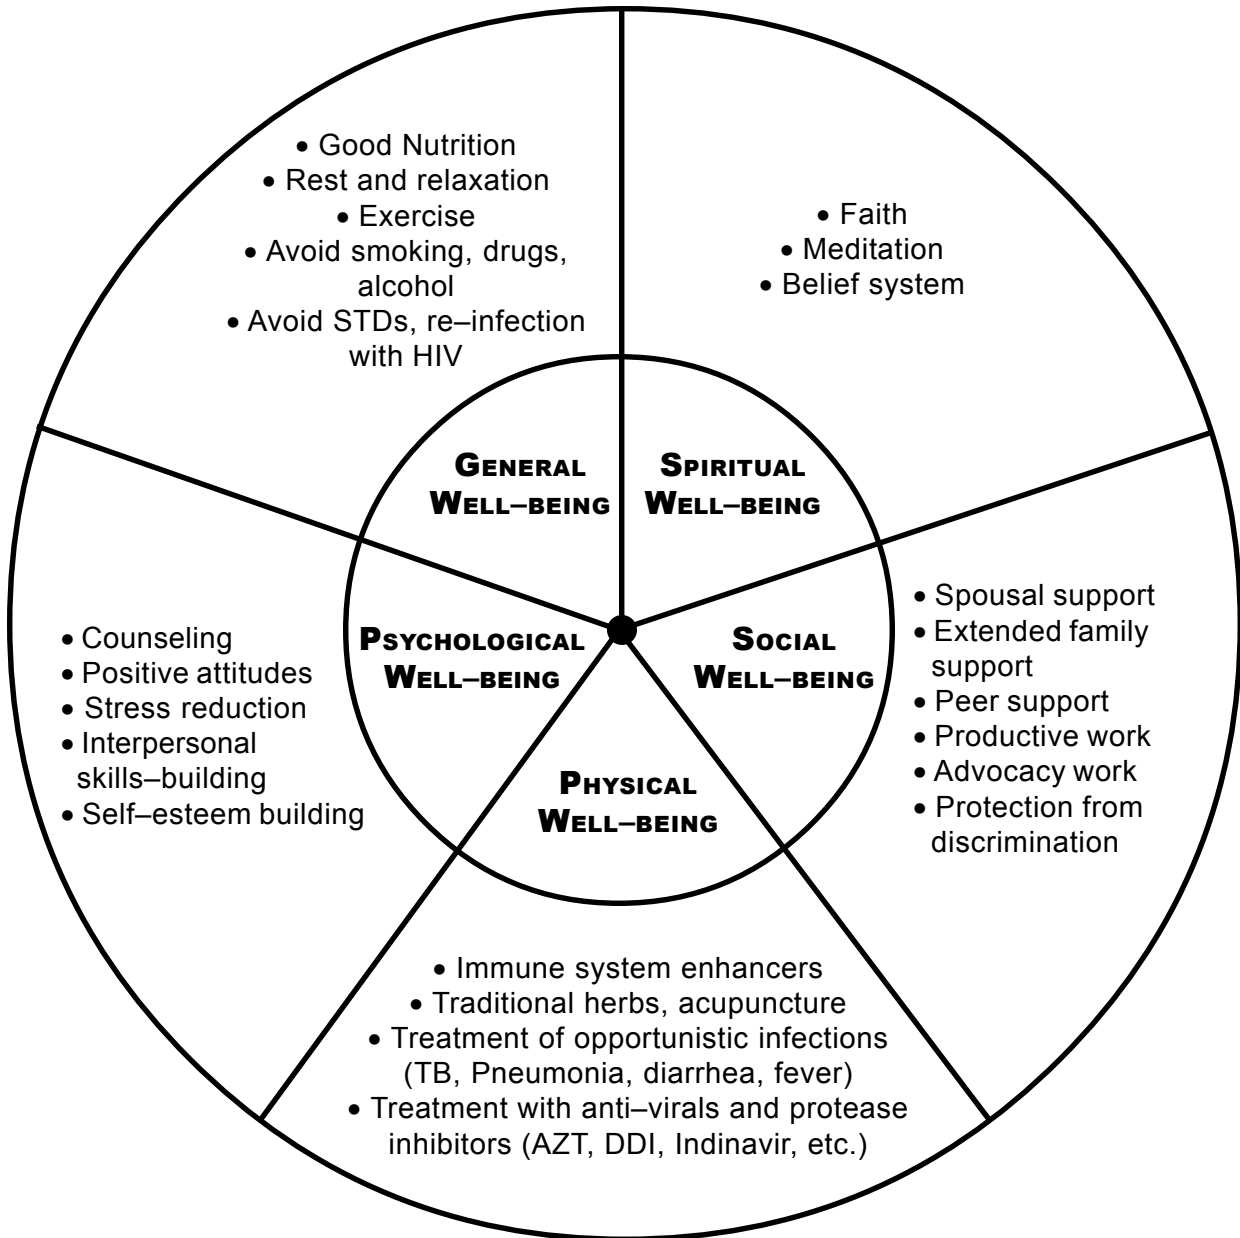 • Good Nutrition
• Rest and relaxation
• Exercise
• Avoid smoking, drugs,
alcohol
• Avoid STDs, re–infection
with HIV
• Faith
• Meditation
• Belief system
GENERAL
WELL–BEING
SPIRITUAL
WELL–BEING
• Counseling
• Positive attitudes
• Stress reduction
• Interpersonal
skills–building
• Self–esteem building
PSYCHOLOGICAL
WELL–BEING
SOCIAL
WELL–BEING
• Spousal support
• Extended family
support
• Peer support
• Productive work
• Advocacy work
• Protection from
discrimination
PHYSICAL
WELL–BEING
• Immune system enhancers
• Traditional herbs, acupuncture
• Treatment of opportunistic infections
(TB, Pneumonia, diarrhea, fever)
• Treatment with anti–virals and protease
inhibitors (AZT, DDI, Indinavir, etc.)